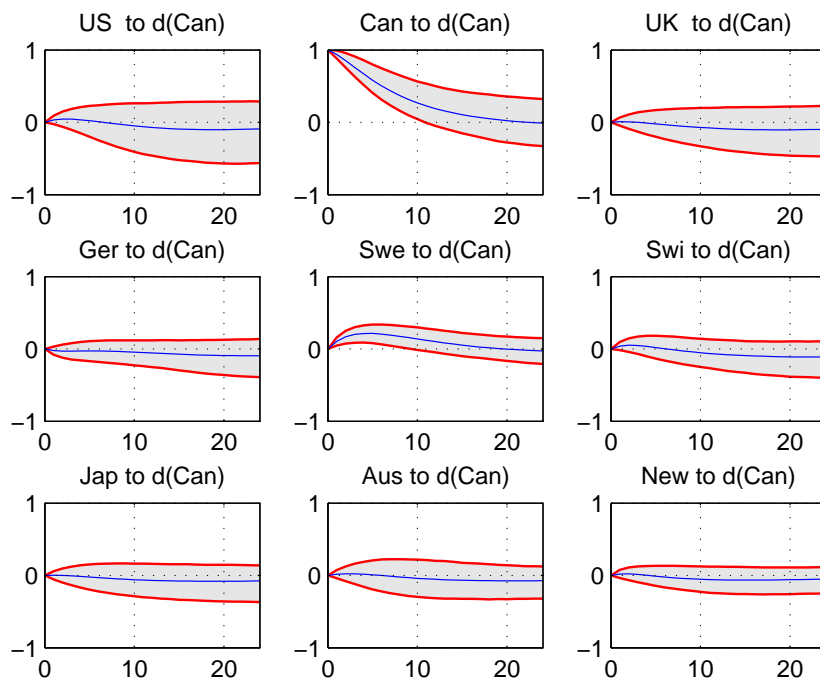 US to d(Can)
Can to d(Can)
UK to d(Can)
1
0
−1
0 10 20
1
0
−1
0 10 20
1
0
−1
0 10 20
Ger to d(Can)
Swe to d(Can)
Swi to d(Can)
1
0
−1
0 10 20
1
0
−1
0 10 20
1
0
−1
0 10 20
Jap to d(Can)
Aus to d(Can)
New to d(Can)
1
0
−1
0 10 20
1
0
−1
0 10 20
1
0
−1
0 10 20